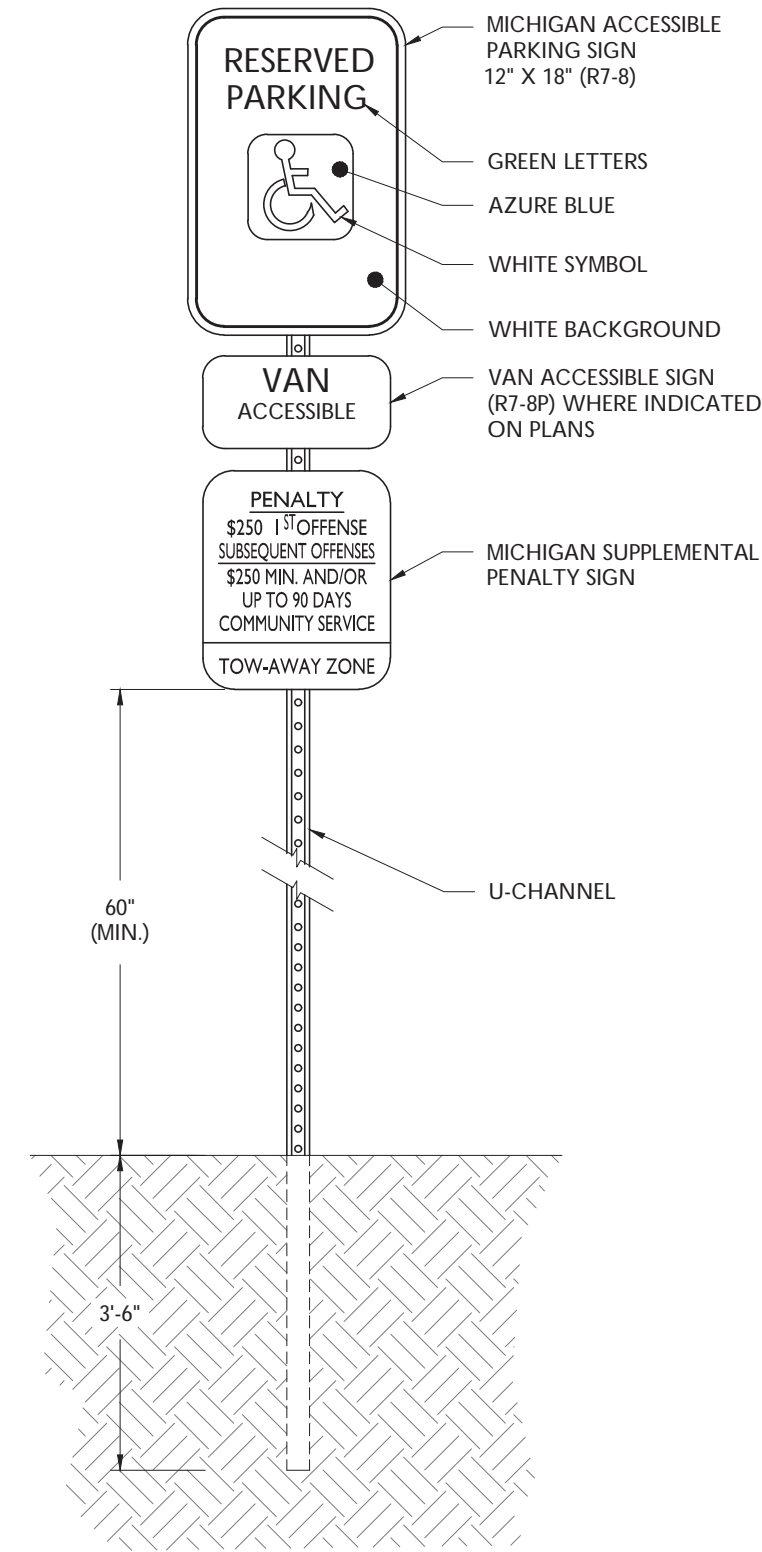 RESERVED
PARKING
MICHIGAN ACCESSIBLE
PARKING SIGN
12" X 18" (R7-8)
GREEN LETTERS
AZURE BLUE
WHITE SYMBOL
WHITE BACKGROUND
VAN
ACCESSIBLE
VAN ACCESSIBLE SIGN
(R7-8P) WHERE INDICATED
ON PLANS
PENALTY
$250 1ST OFFENSE
SUBSEQUENT OFFENSES
$250 MIN. AND/OR
UP TO 90 DAYS
COMMUNITY SERVICE
TOW-AWAY ZONE
MICHIGAN SUPPLEMENTAL
PENALTY SIGN
U-CHANNEL
60"
(MIN.)
3'-6"